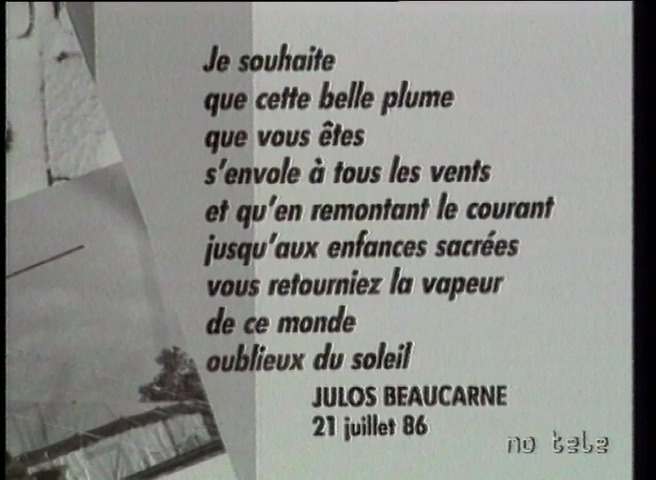 Je souhaite
que cette belle plume
que vous êtes
s'envole à tous les vents
et qu'en remontant le courant
jusqu'aux enfances sacrées
vous retourniez la vapeur
de ce monde
oublieux du soleil
JULOS BEAUCARNE
21 juillet 86
no tele